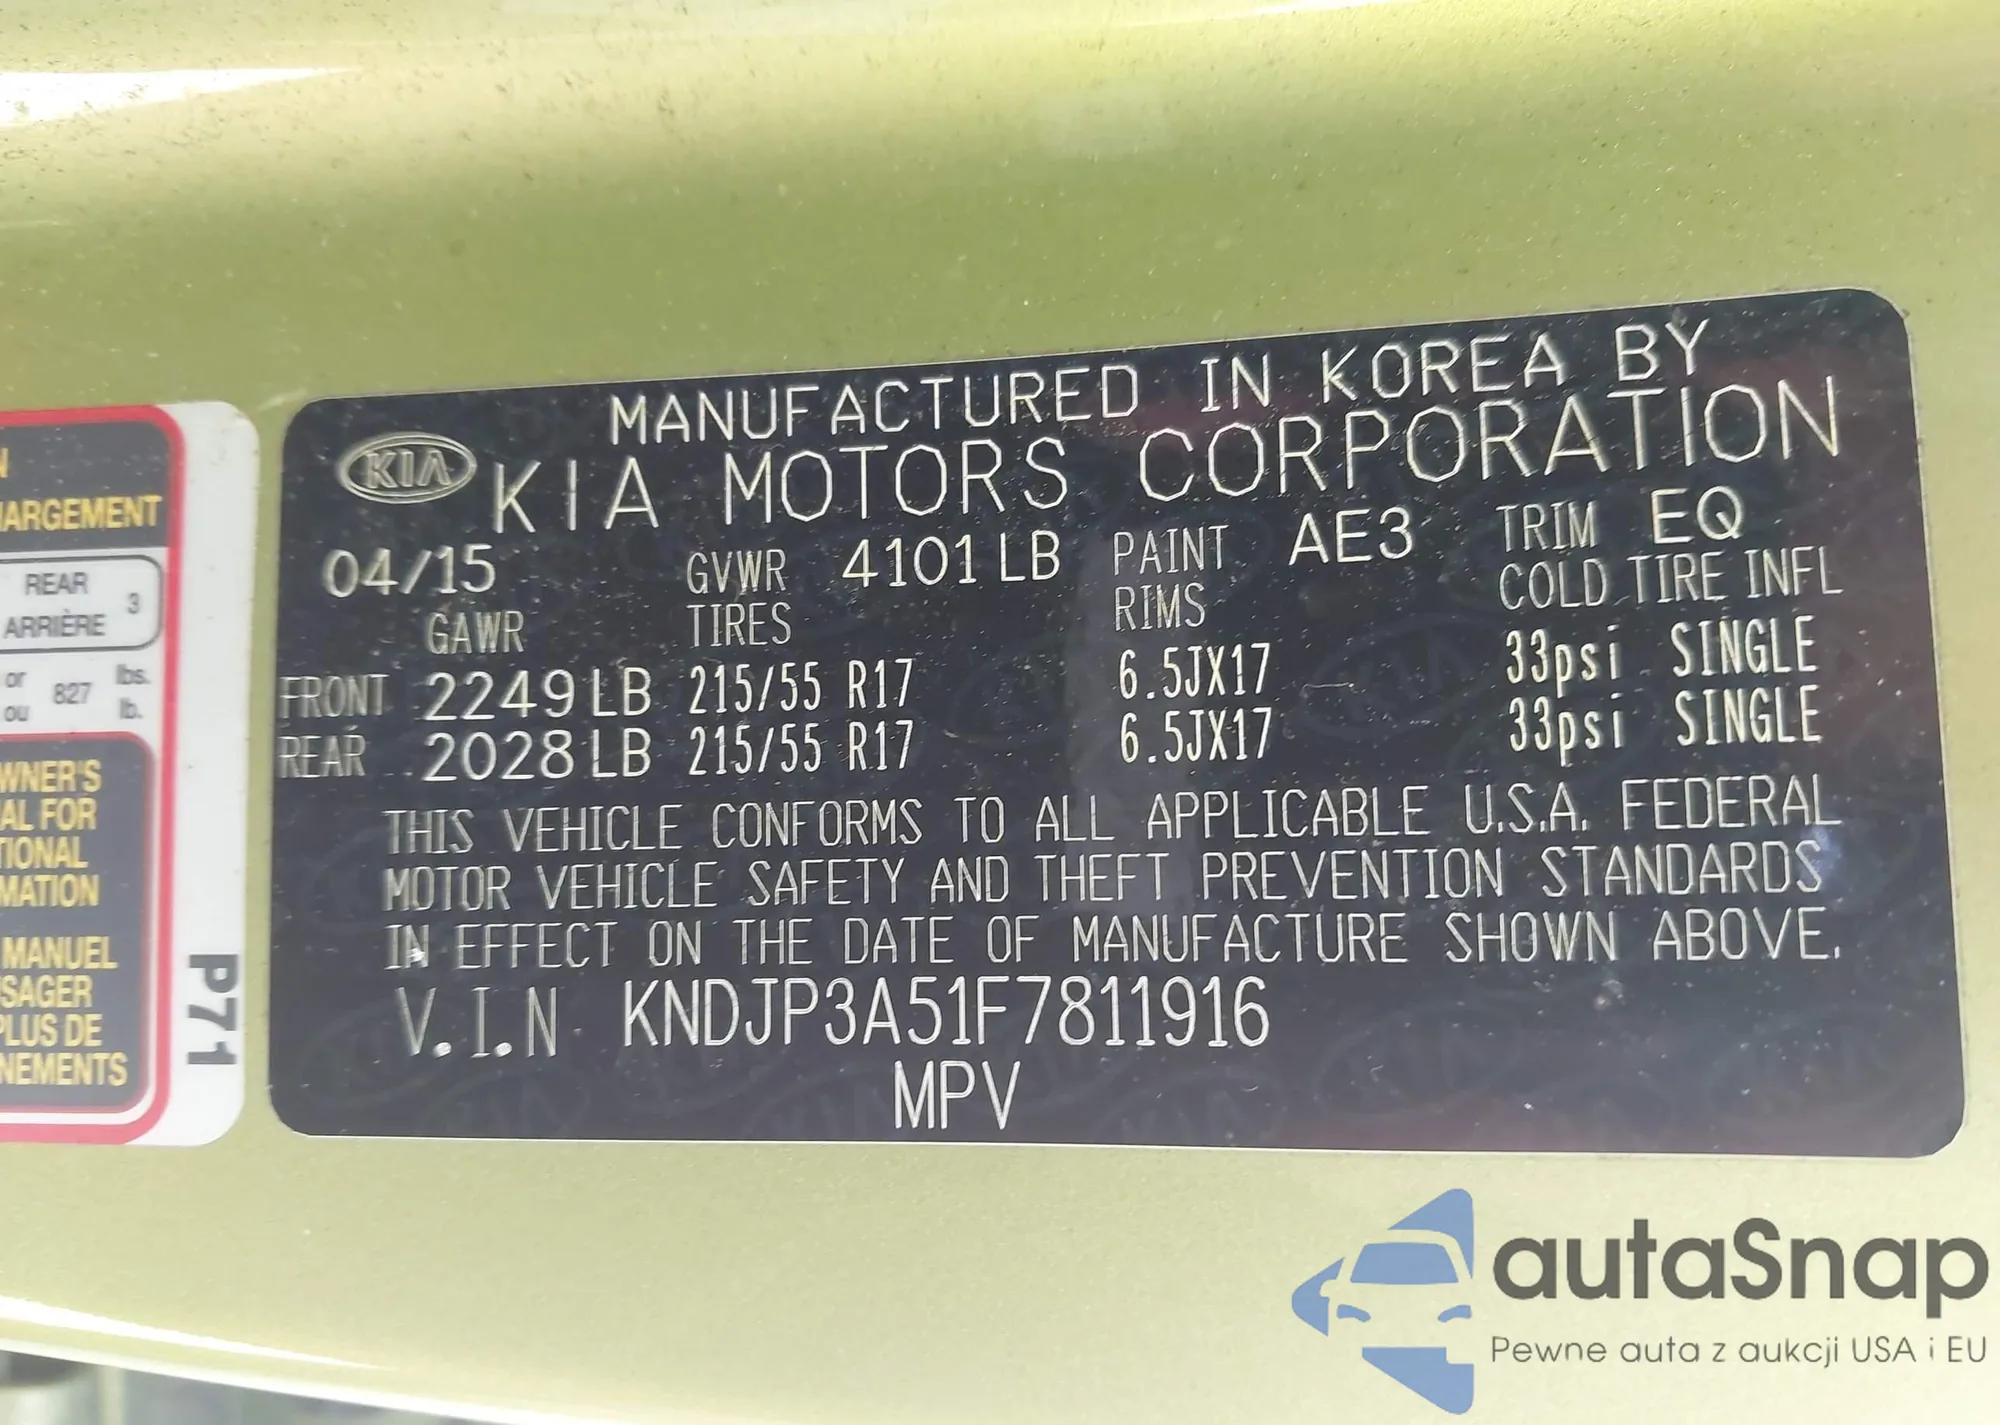 MANUFACTURED IN KOREA BY
KIA KIA MOTORS CORPORATION
04/15 GVWR 4101 LB PAINT AE3 TRIM EQ
GAWR TIRES RIMS COLD TIRE INFL
FRONT 2249 LB 215/55 R17 6.5JX17 33psi SINGLE
REAR 2028 LB 215/55 R17 6.5JX17 33psi SINGLE
THIS VEHICLE CONFORMS TO ALL APPLICABLE U.S.A. FEDERAL
MOTOR VEHICLE SAFETY AND THEFT PREVENTION STANDARDS
IN EFFECT ON THE DATE OF MANUFACTURE SHOWN ABOVE.
V.I.N KNDJP3A51F7811916
MPV
N
ARGEMENT
REAR
ARRIÈRE 3
or
ou 827 lbs.
lb.
WNER'S
AL FOR
TIONAL
MATION
MANUEL
SAGER
PLUS DE
NEMENTS
P71
autaSnap
Pewne auta z aukcji USA i EU